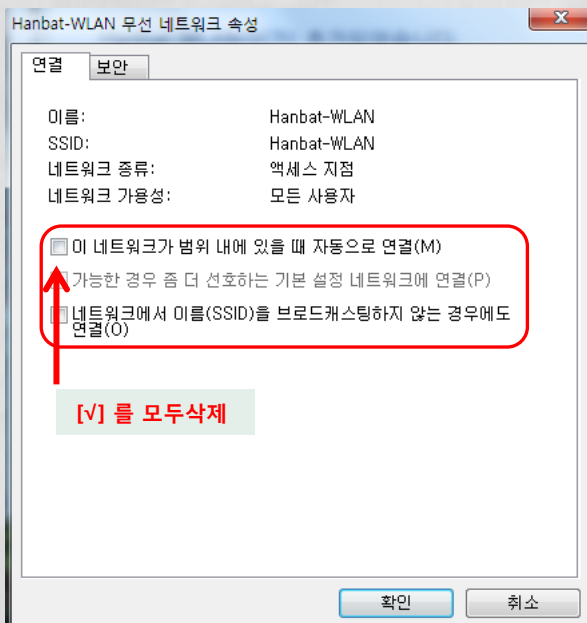 Hanbat-WLAN 무선 네트워크 속성
연결
보안
이름: Hanbat-WLAN
SSID: Hanbat-WLAN
네트워크 종류: 액세스 지점
네트워크 가용성: 모든 사용자
이 네트워크가 범위 내에 있을 때 자동으로 연결(M)
가능한 경우 좀 더 선호하는 기본 설정 네트워크에 연결(P)
네트워크에서 이름(SSID)을 브로드캐스팅하지 않는 경우에도
연결(O)
[√] 를 모두삭제
확인
취소